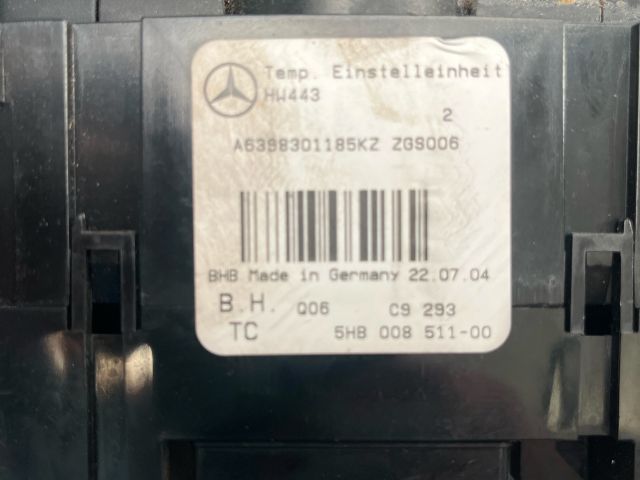 Temp. Einstelleinheit
HW443
2
A6398301185KZ ZGS006
BHB Made in Germany 22.07.04
B.H. Q06 C9 293
TC 5HB 008 511-00